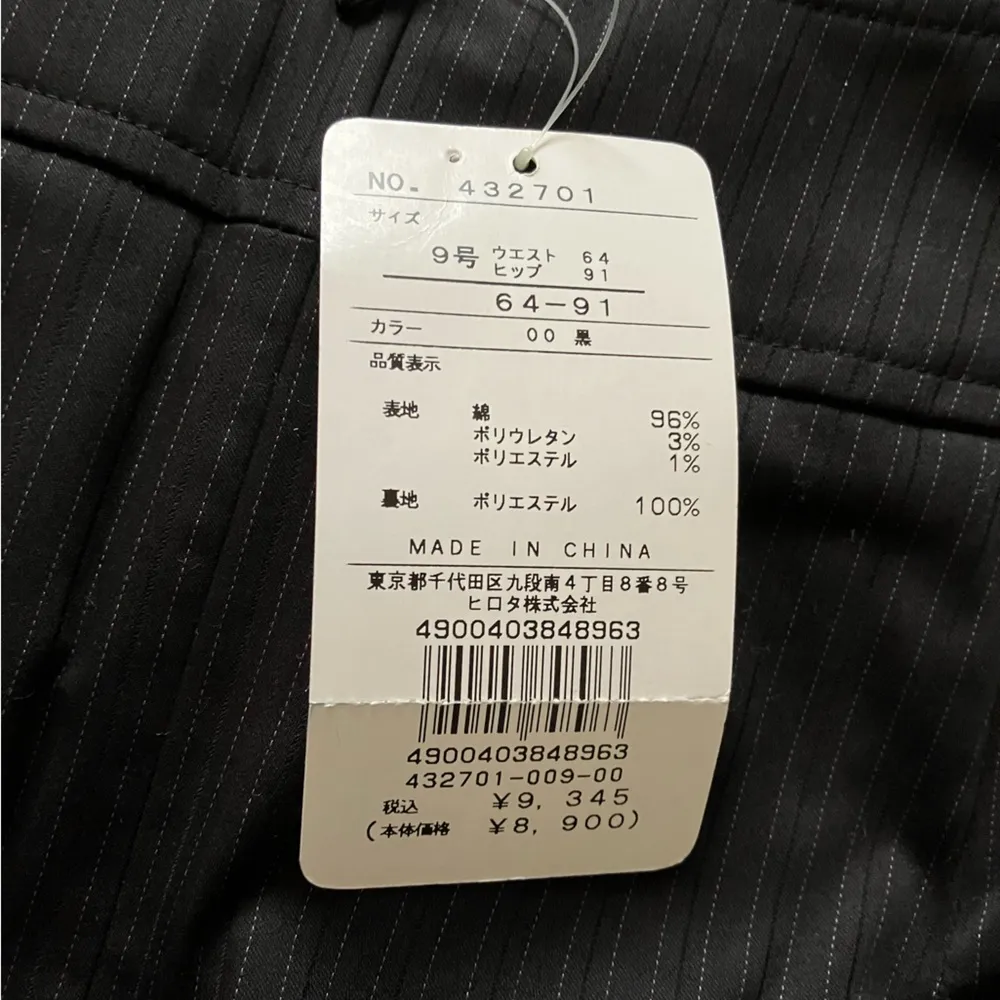 NO. 432701
サイズ
9号 ウエスト 64
ヒップ 91
64-91
カラー 00 黒
品質表示
表地 綿 96%
ポリウレタン 3%
ポリエステル 1%
裏地 ポリエステル 100%
MADE IN CHINA
東京都千代田区九段南4丁目8番8号
ヒロタ株式会社
4900403848963
4900403848963
432701-009-00
税込 ¥9,345
(本体価格 ¥8,900)